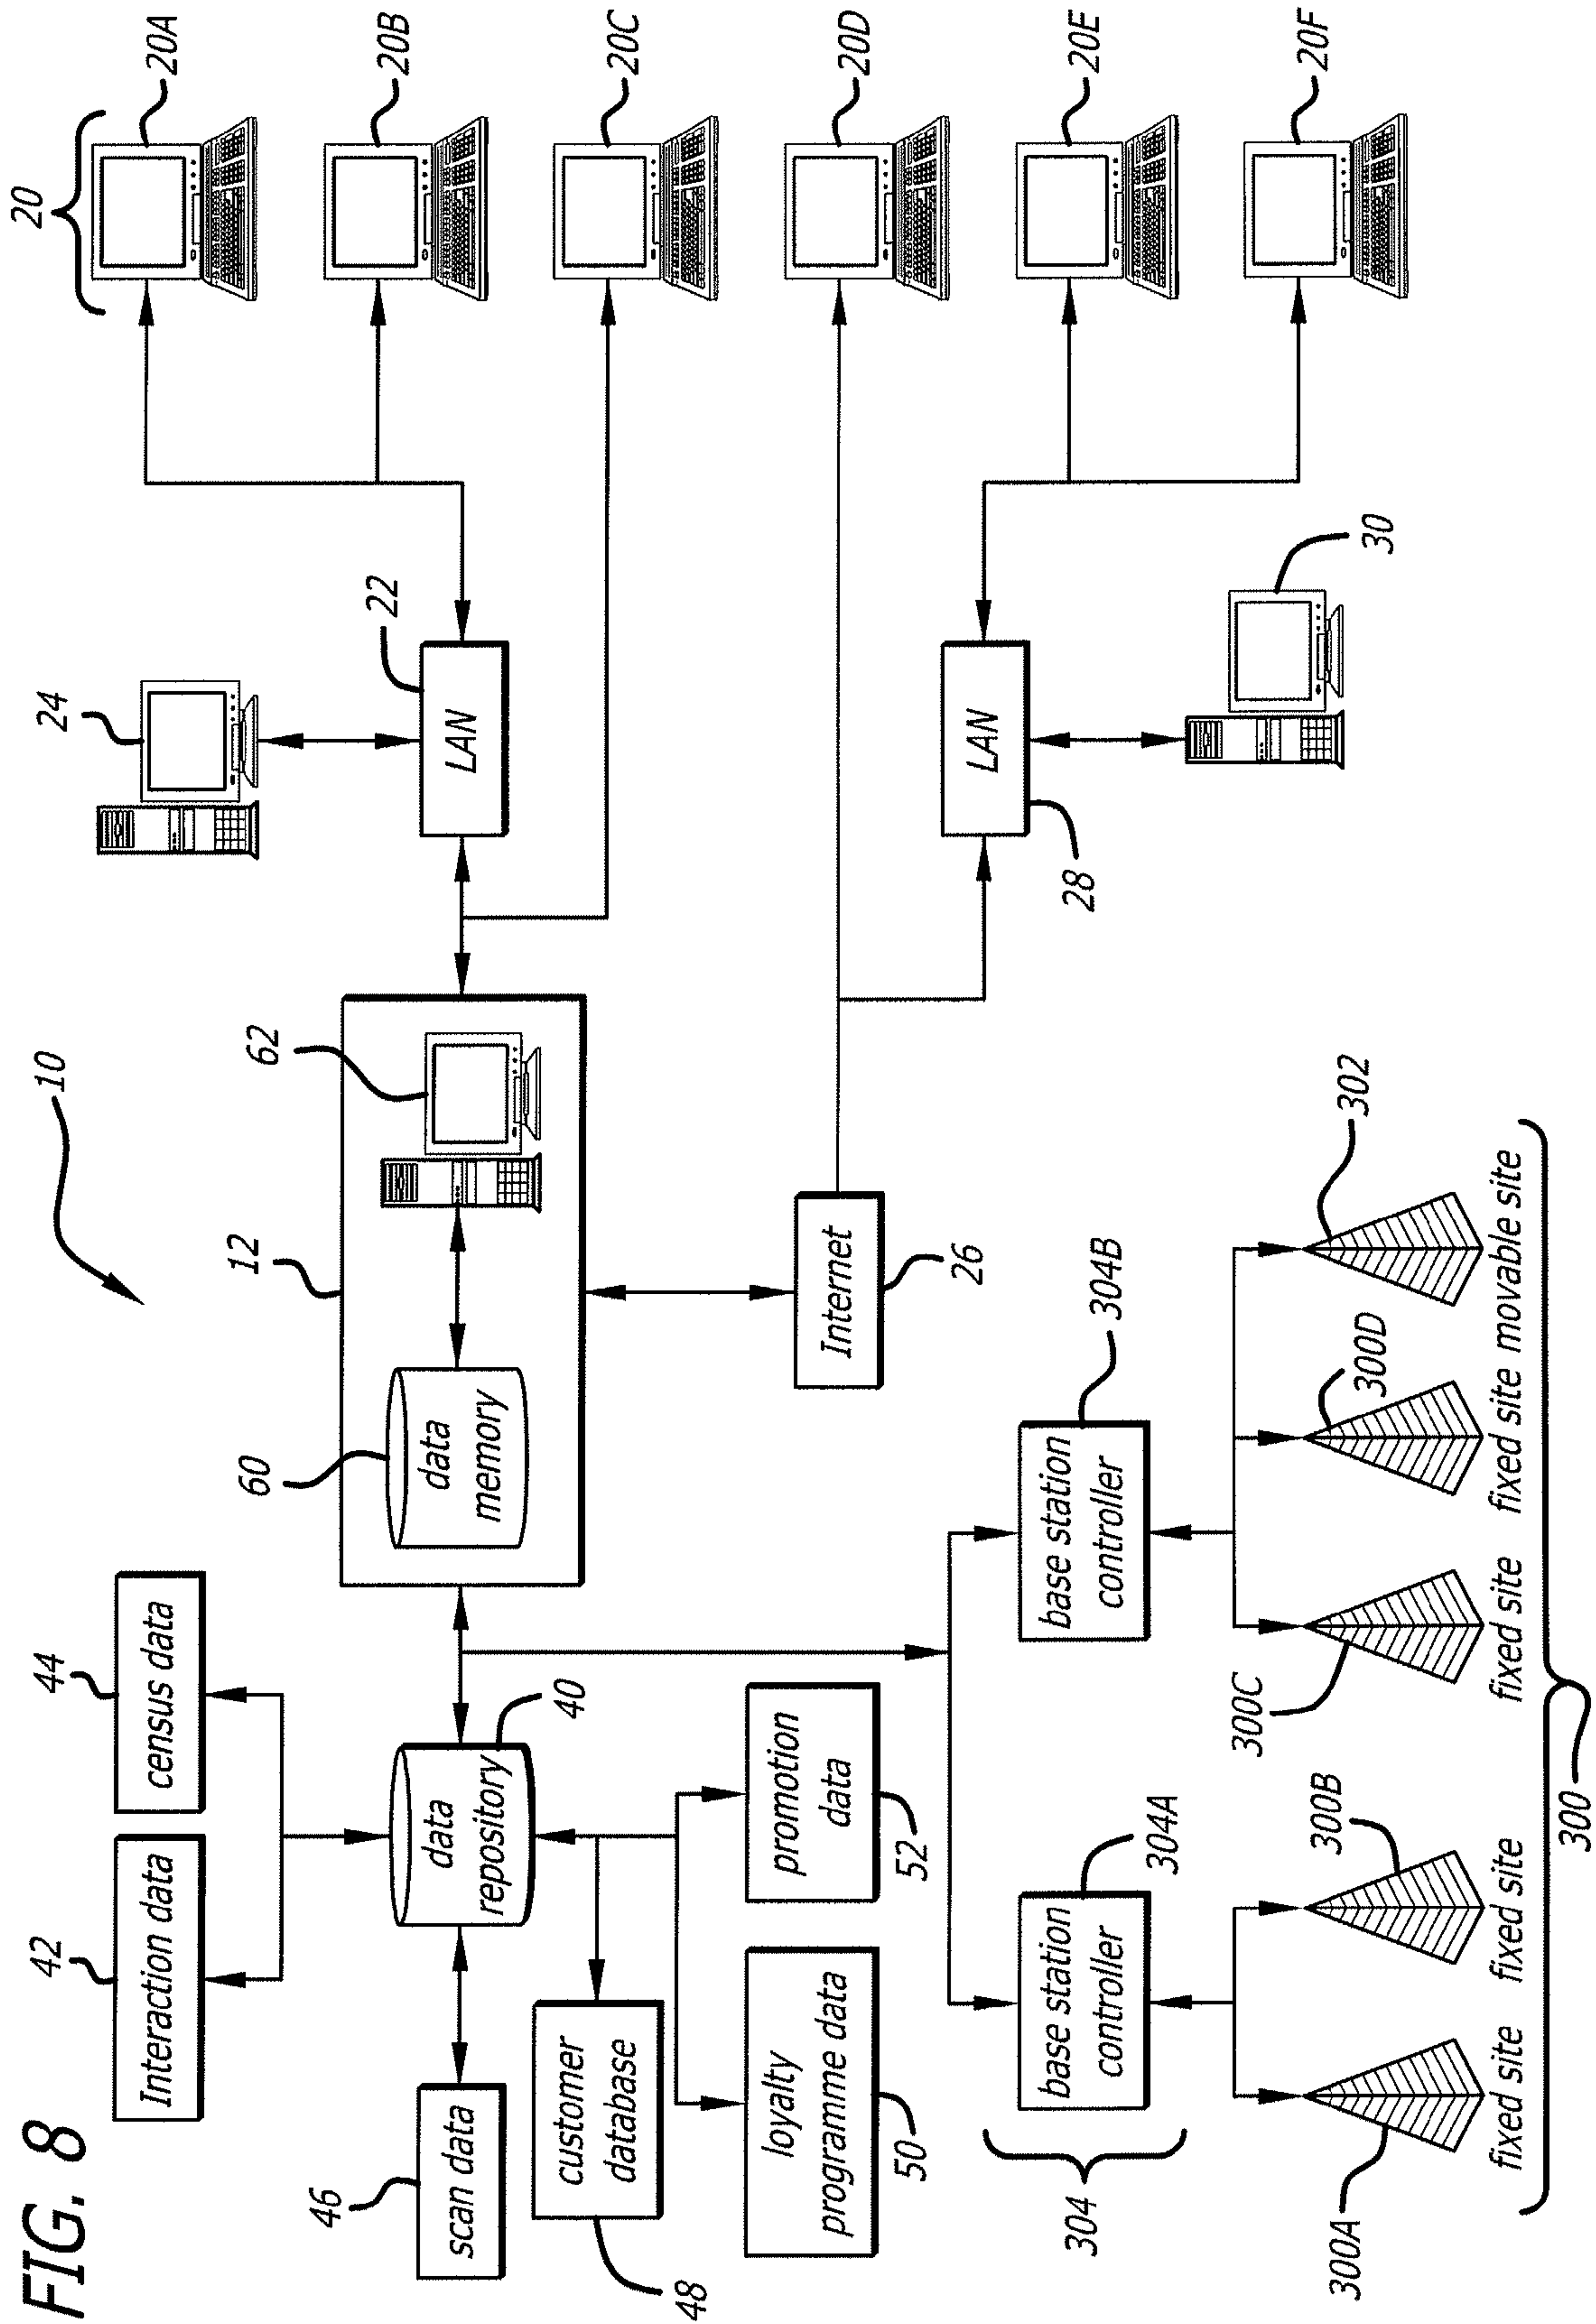 FIG. 8
10
20
20A
20B
20C
20D
20E
20F
24
22
LAN
30
LAN
28
12
62
60
data
memory
Internet
26
44
census data
42
Interaction data
40
data
repository
46
scan data
customer
database
48
promotion
data
52
loyalty
programme data
50
base station
controller
304B
base station
controller
304A
304
302
300D
300C
300B
300A
fixed site
fixed site
fixed site
fixed site
movable site
300